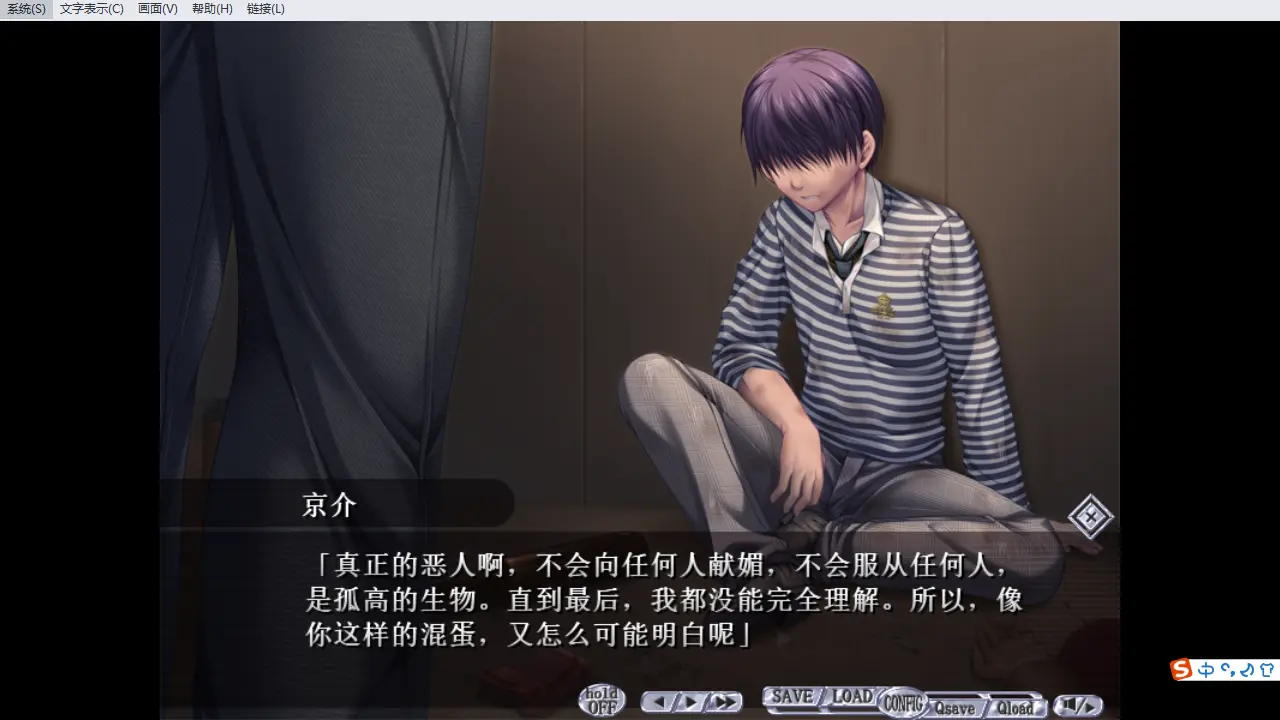 系统(S) 文字表示(C) 画面(V) 帮助(H) 链接(L)
京介
「真正的恶人啊，不会向任何人献媚，不会服从任何人，
是孤高的生物。直到最后，我都没能完全理解。所以，像
你这样的混蛋，又怎么可能明白呢」
中
hold OFF SAVE LOAD CONFIG Qsave Qload